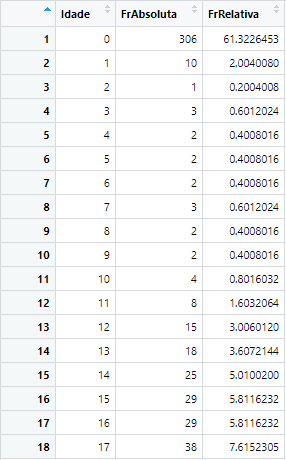 Idade FrAbsoluta FrRelativa
1 0 306 61.3226453
2 1 10 2.0040080
3 2 1 0.2004008
4 3 3 0.6012024
5 4 2 0.4008016
6 5 2 0.4008016
7 6 2 0.4008016
8 7 3 0.6012024
9 8 2 0.4008016
10 9 2 0.4008016
11 10 4 0.8016032
12 11 8 1.6032064
13 12 15 3.0060120
14 13 18 3.6072144
15 14 25 5.0100200
16 15 29 5.8116232
17 16 29 5.8116232
18 17 38 7.6152305